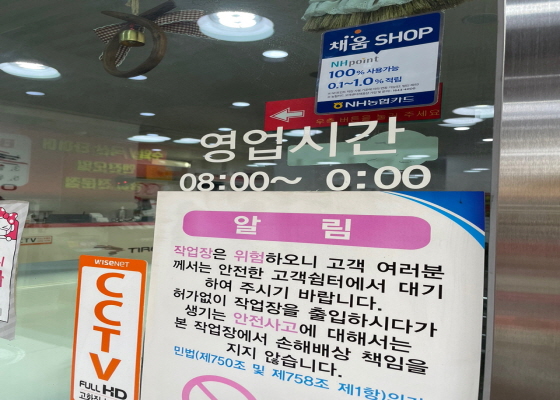 채움 SHOP
NHpoint
100% 사용가능
0.1~1.0% 적립
NH농협카드
영업시간
08:00~ 0:00
알 림
작업장은 위험하오니 고객 여러분
께서는 안전한 고객쉼터에서 대기
하여 주시기 바랍니다.
허가없이 작업장을 출입하시다가
생기는 안전사고에 대해서는
본 작업장에서 손해배상 책임을
지지 않습니다.
민법(제750조 및 제758조 제1항)의거
WISENET
CCTV
FULL HD
고화질